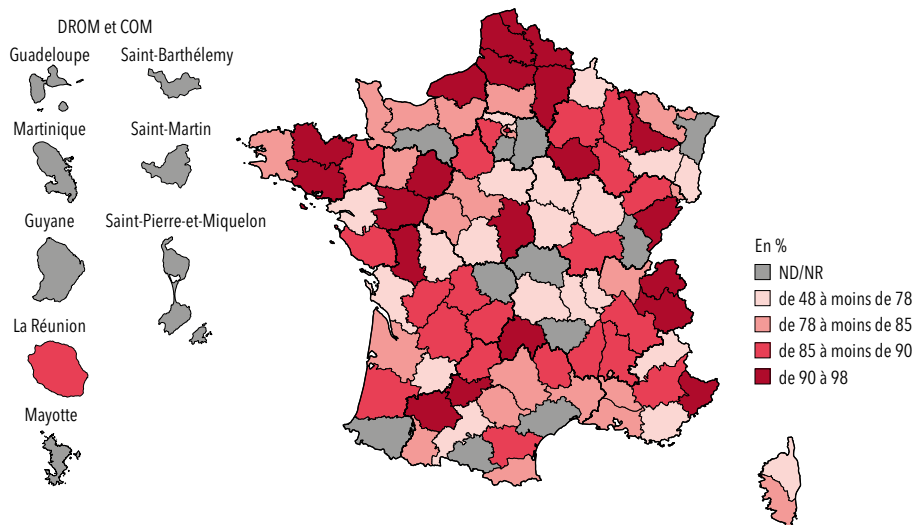 DROM et COM
Guadeloupe
Saint-Barthélemy
Martinique
Saint-Martin
Guyane
Saint-Pierre-et-Miquelon
La Réunion
Mayotte
En %
ND/NR
de 48 à moins de 78
de 78 à moins de 85
de 85 à moins de 90
de 90 à 98